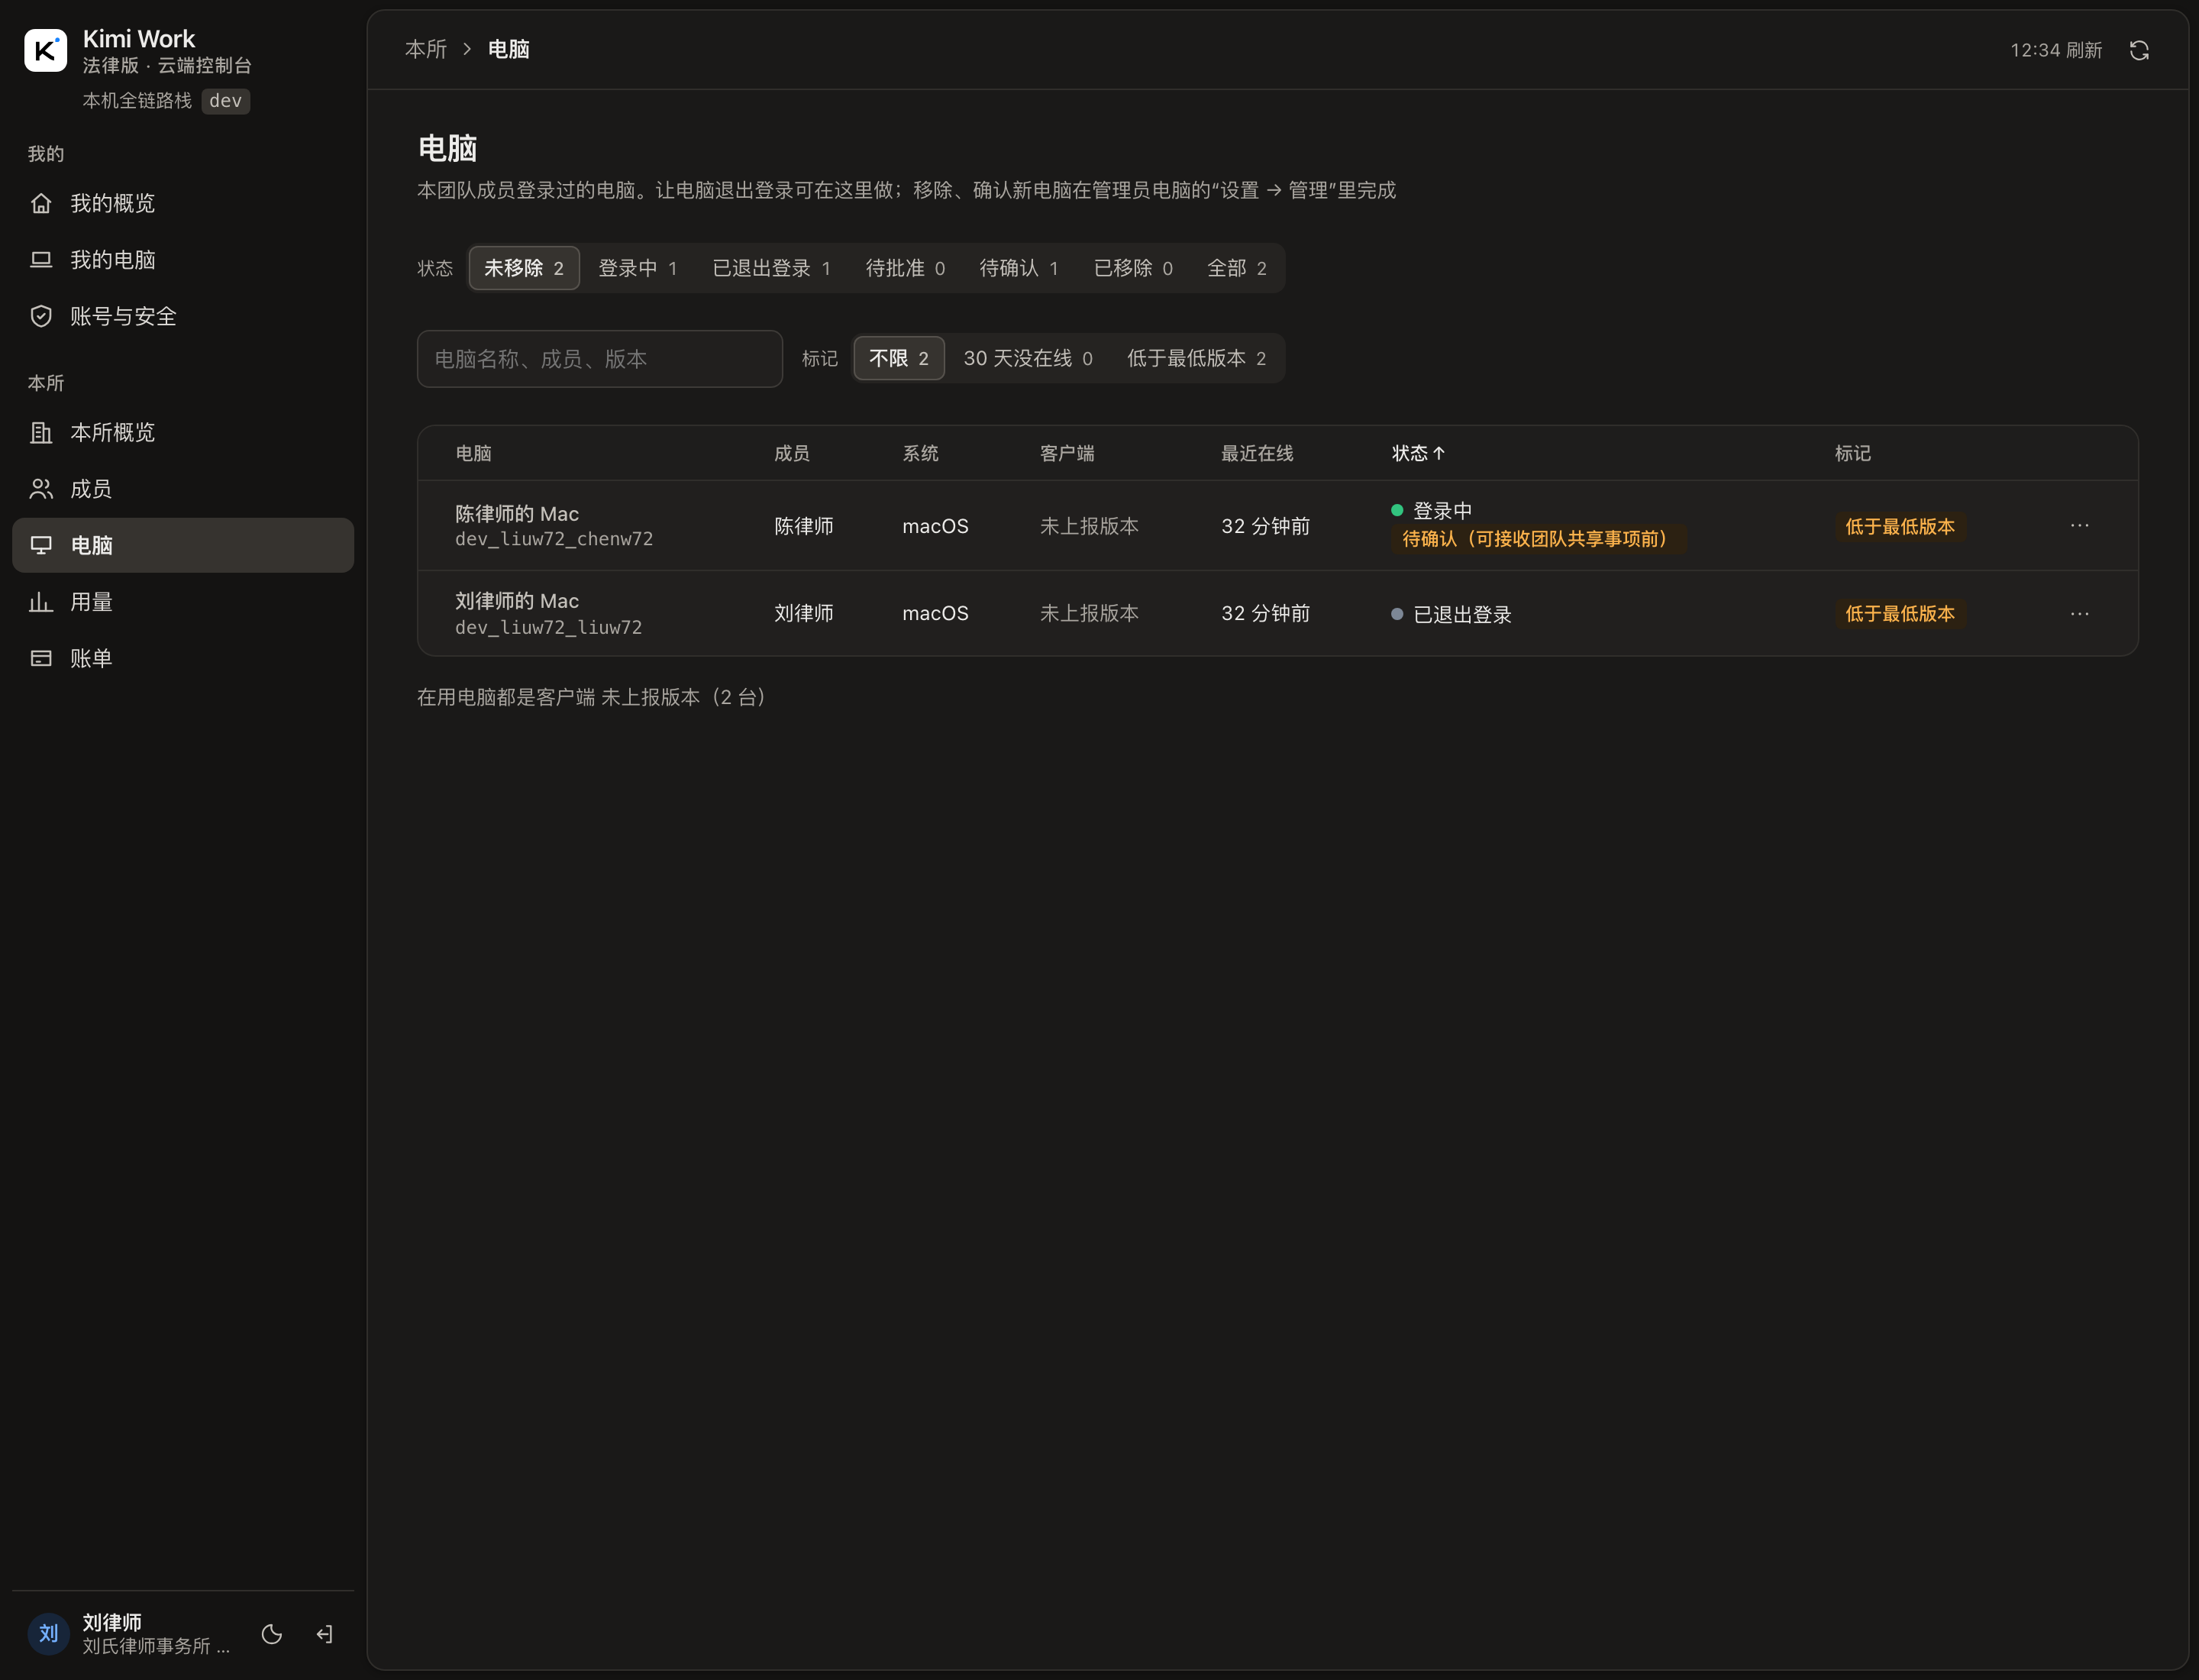 Kimi Work
法律版 · 云端控制台
本机全链路栈 dev
我的
我的概览
我的电脑
账号与安全
本所
本所概览
成员
电脑
用量
账单
刘
刘律师
刘氏律师事务所 ...
本所 > 电脑
12:34 刷新
电脑
本团队成员登录过的电脑。让电脑退出登录可在这里做；移除、确认新电脑在管理员电脑的“设置 → 管理”里完成
状态 未移除 2 登录中 1 已退出登录 1 待批准 0 待确认 1 已移除 0 全部 2
电脑名称、成员、版本 标记 不限 2 30 天没在线 0 低于最低版本 2
电脑 成员 系统 客户端 最近在线 状态 ↑ 标记
陈律师的 Mac
dev_liuw72_chenw72
陈律师 macOS 未上报版本 32 分钟前
登录中
待确认（可接收团队共享事项前）
低于最低版本 ···
刘律师的 Mac
dev_liuw72_liuw72
刘律师 macOS 未上报版本 32 分钟前 已退出登录 低于最低版本 ···
在用电脑都是客户端 未上报版本（2 台）